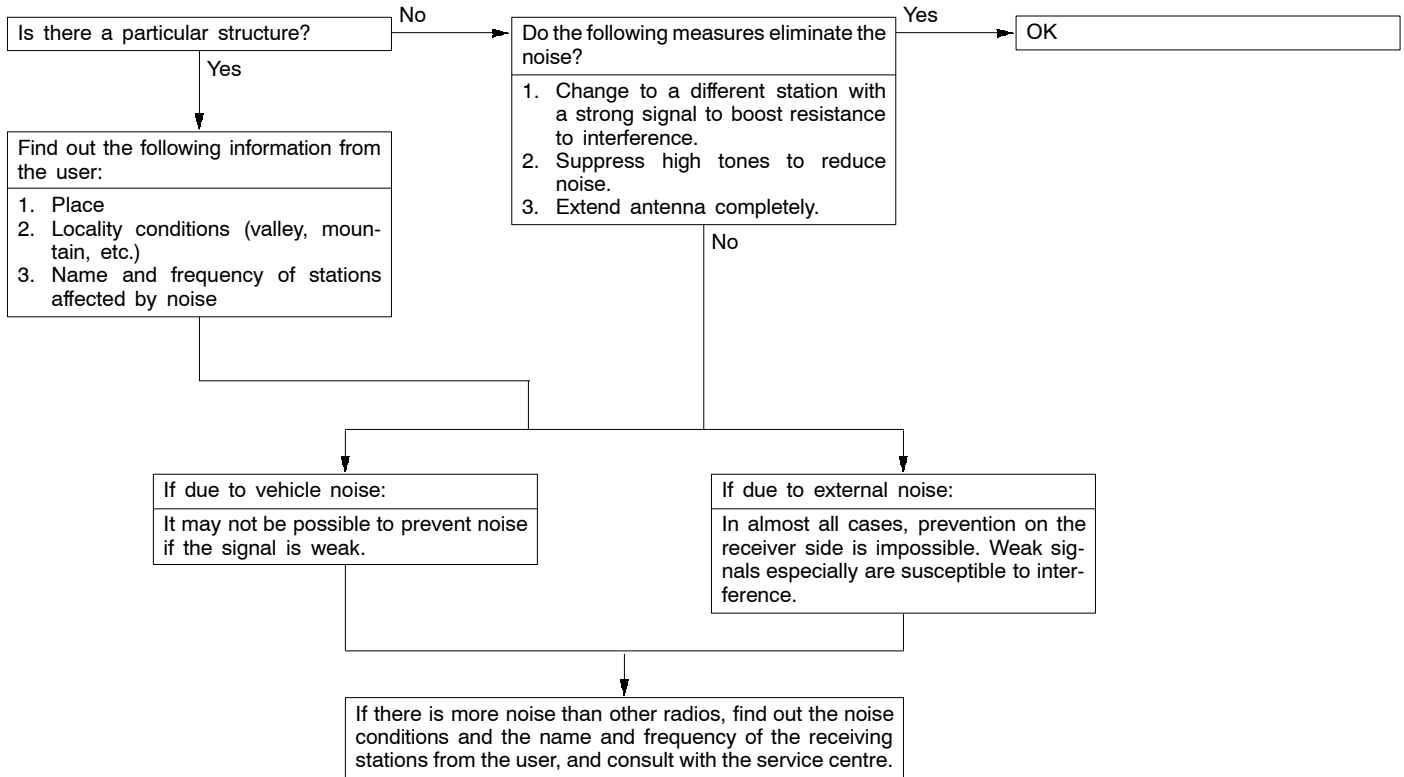 Is there a particular structure?
No
Do the following measures eliminate the
noise?
Yes
OK
Yes
1. Change to a different station with
a strong signal to boost resistance
to interference.
2. Suppress high tones to reduce
noise.
3. Extend antenna completely.
Find out the following information from
the user:
1. Place
2. Locality conditions (valley, moun-
tain, etc.)
3. Name and frequency of stations
affected by noise
No
If due to vehicle noise:
It may not be possible to prevent noise
if the signal is weak.
If due to external noise:
In almost all cases, prevention on the
receiver side is impossible. Weak sig-
nals especially are susceptible to inter-
ference.
If there is more noise than other radios, find out the noise
conditions and the name and frequency of the receiving
stations from the user, and consult with the service centre.